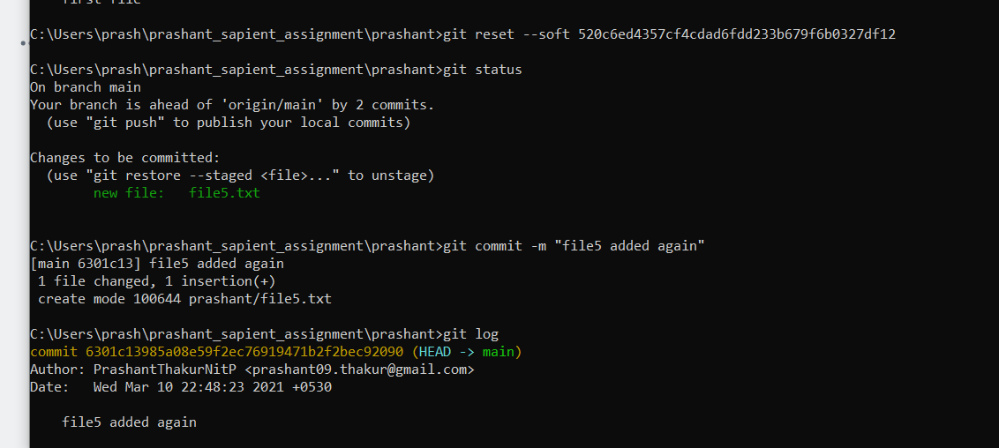 first file
C:\Users\prash\prashant_sapient_assignment\prashant>git reset --soft 520c6ed4357cf4cdad6fdd233b679f6b0327df12
C:\Users\prash\prashant_sapient_assignment\prashant>git status
On branch main
Your branch is ahead of 'origin/main' by 2 commits.
  (use "git push" to publish your local commits)
Changes to be committed:
  (use "git restore --staged <file>..." to unstage)
        new file:   file5.txt
C:\Users\prash\prashant_sapient_assignment\prashant>git commit -m "file5 added again"
[main 6301c13] file5 added again
 1 file changed, 1 insertion(+)
 create mode 100644 prashant/file5.txt
C:\Users\prash\prashant_sapient_assignment\prashant>git log
commit 6301c13985a08e59f2ec76919471b2f2bec92090 (HEAD -> main)
Author: PrashantThakurNitP <prashant09.thakur@gmail.com>
Date:   Wed Mar 10 22:48:23 2021 +0530
    file5 added again